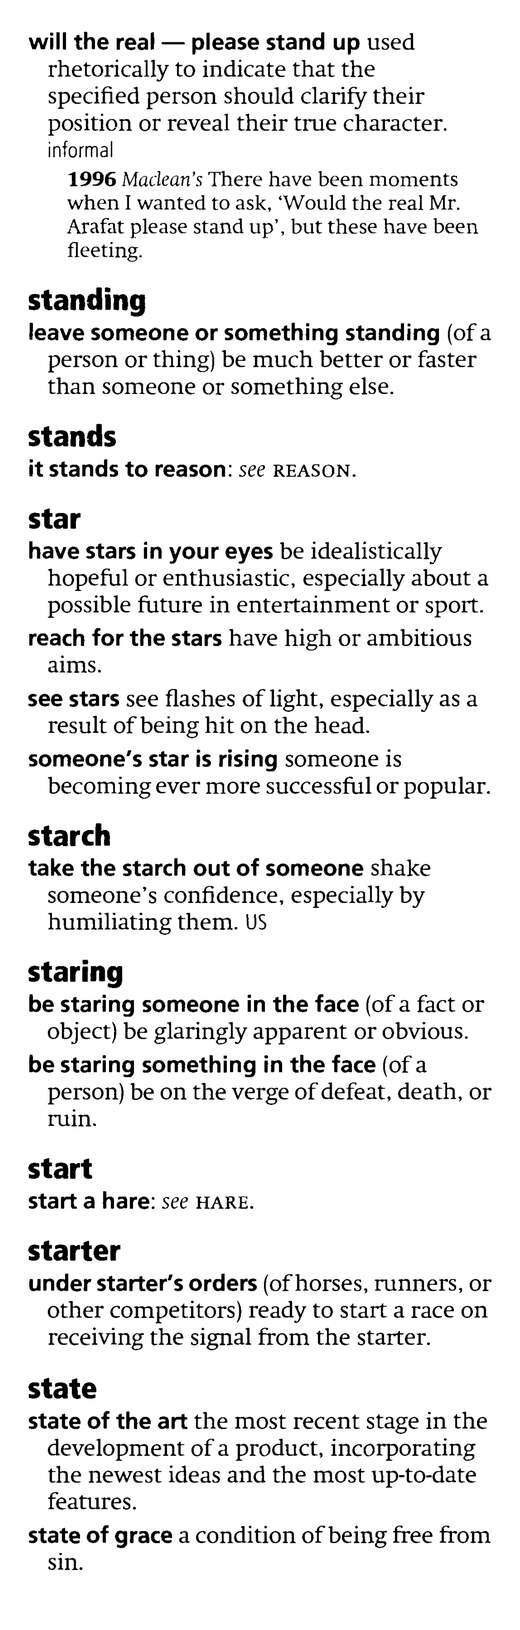 will the real — please stand up used
rhetorically to indicate that the
specified person should clarify their
position or reveal their true character.
informal
1996 Maclean's There have been moments
when I wanted to ask, ‘Would the real Mr.
Arafat please stand up’, but these have been
fleeting.
standing
leave someone or something standing (of a
person or thing) be much better or faster
than someone or something else.
stands
it stands to reason: see REASON.
star
have stars in your eyes be idealistically
hopeful or enthusiastic, especially about a
possible future in entertainment or sport.
reach for the stars have high or ambitious
aims.
see stars see flashes of light, especially as a
result of being hit on the head.
someone's star is rising someone is
becoming ever more successful or popular.
starch
take the starch out of someone shake
someone's confidence, especially by
humiliating them. US
staring
be staring someone in the face (of a fact or
object) be glaringly apparent or obvious.
be staring something in the face (of a
person) be on the verge of defeat, death, or
ruin.
start
start a hare: see HARE.
starter
under starter's orders (of horses, runners, or
other competitors) ready to start a race on
receiving the signal from the starter.
state
state of the art the most recent stage in the
development of a product, incorporating
the newest ideas and the most up-to-date
features.
state of grace a condition of being free from
sin.